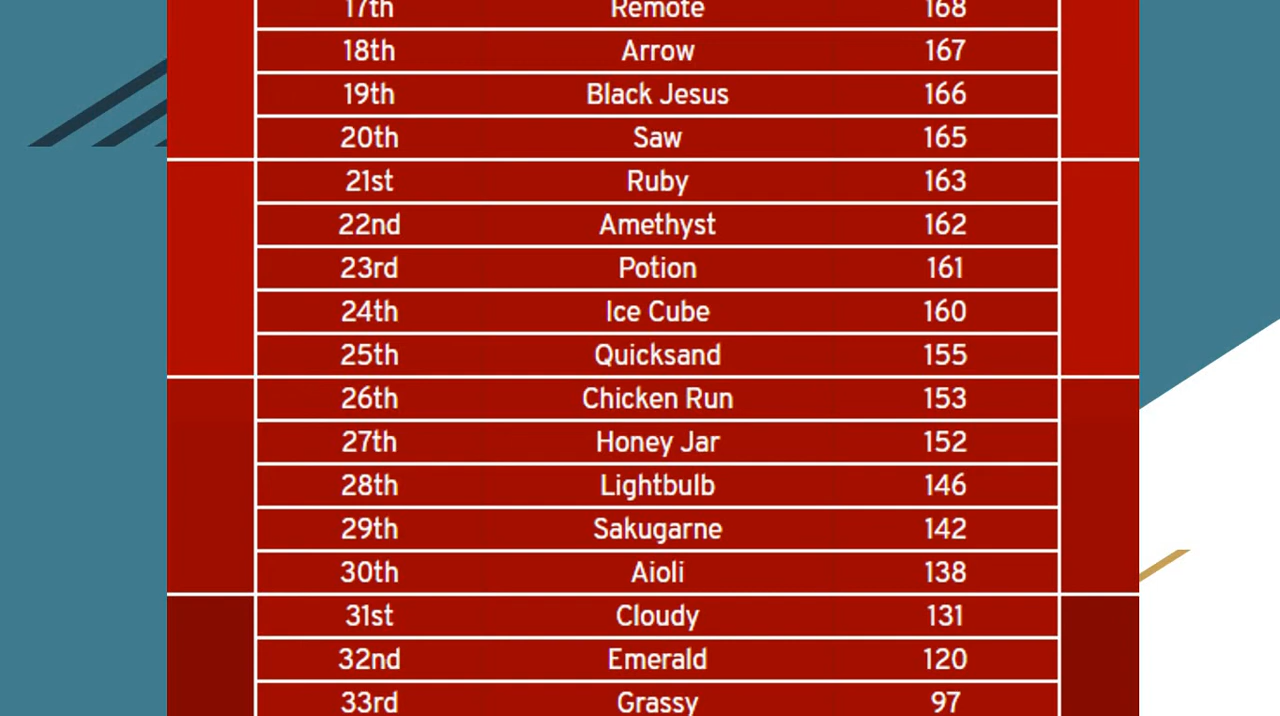 17th Remote 168
18th Arrow 167
19th Black Jesus 166
20th Saw 165
21st Ruby 163
22nd Amethyst 162
23rd Potion 161
24th Ice Cube 160
25th Quicksand 155
26th Chicken Run 153
27th Honey Jar 152
28th Lightbulb 146
29th Sakugarne 142
30th Aioli 138
31st Cloudy 131
32nd Emerald 120
33rd Grassy 97